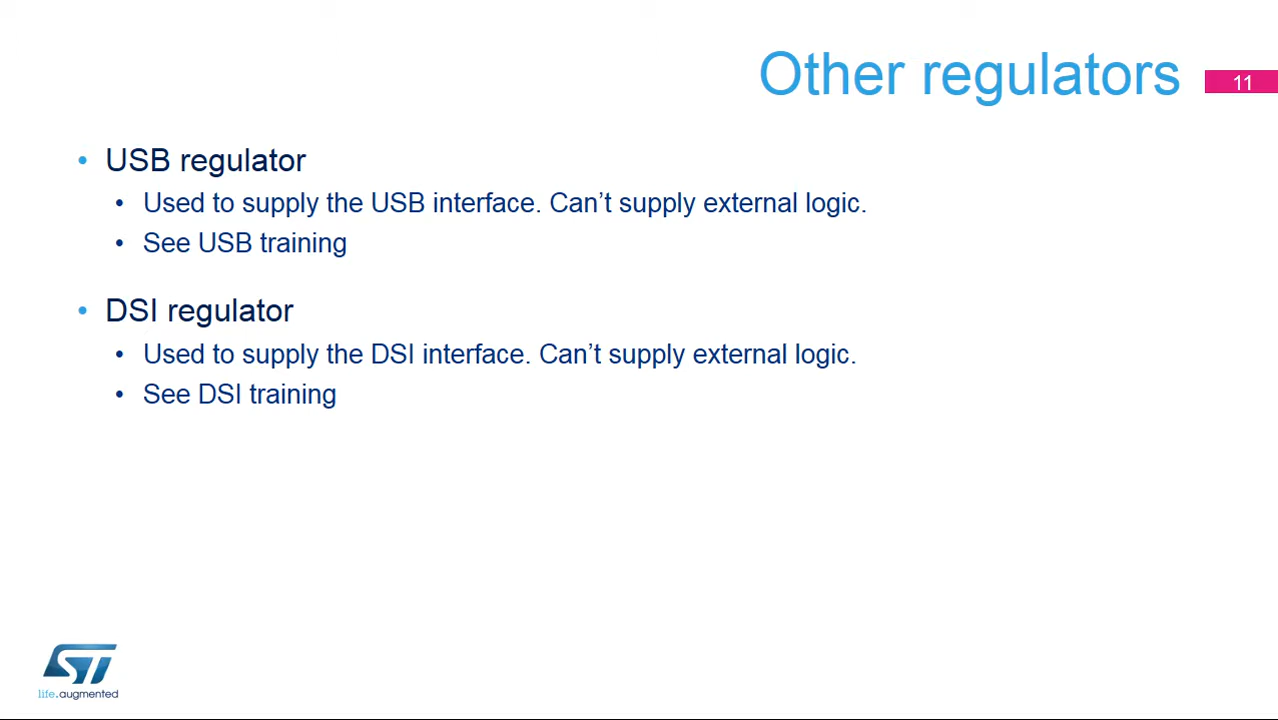 Other regulators
11
• USB regulator
• Used to supply the USB interface. Can’t supply external logic.
• See USB training
• DSI regulator
• Used to supply the DSI interface. Can’t supply external logic.
• See DSI training
ST
life.augmented